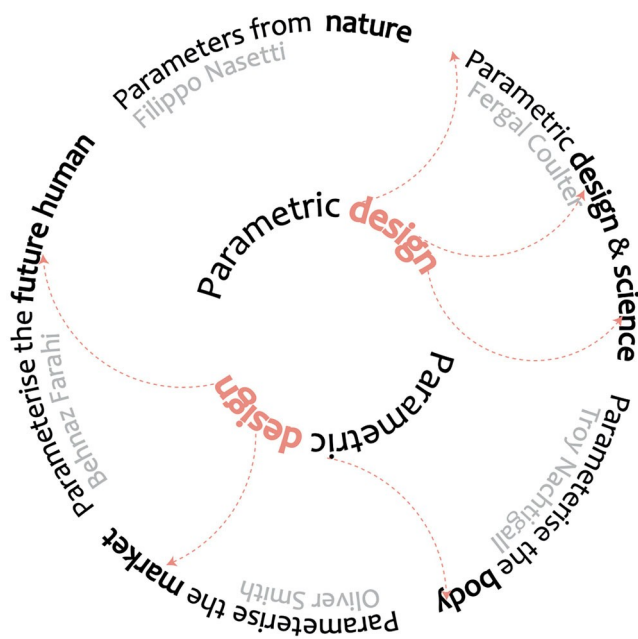 Parameters from nature
Filippo Nasetti
Parametric design & science
Fergal Coulter
Parameterise the body
Troy Nachtigall
Parameterise the market
Oliver Smith
Parameterise the future human
Behnaz Farahi
Parametric design
Parametric design